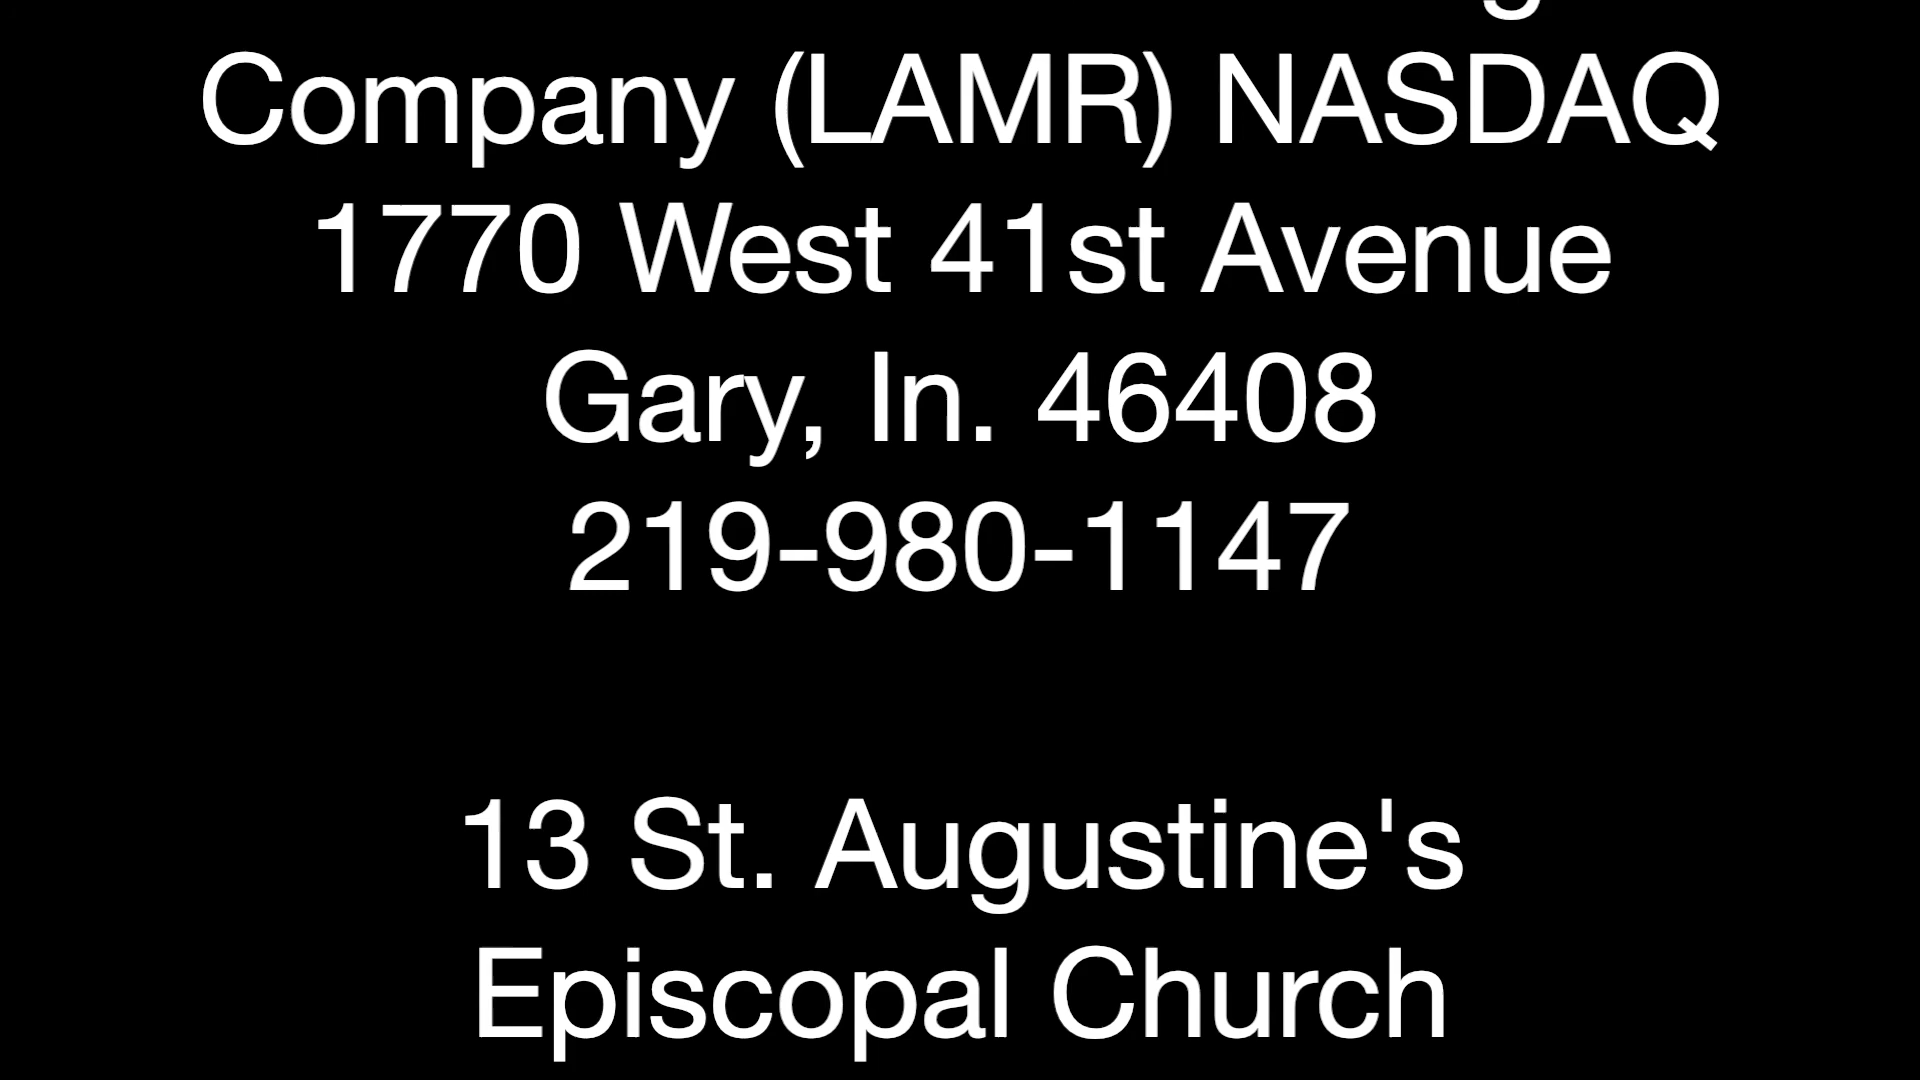 Company (LAMR) NASDAQ
1770 West 41st Avenue
Gary, In. 46408
219-980-1147
13 St. Augustine's
Episcopal Church